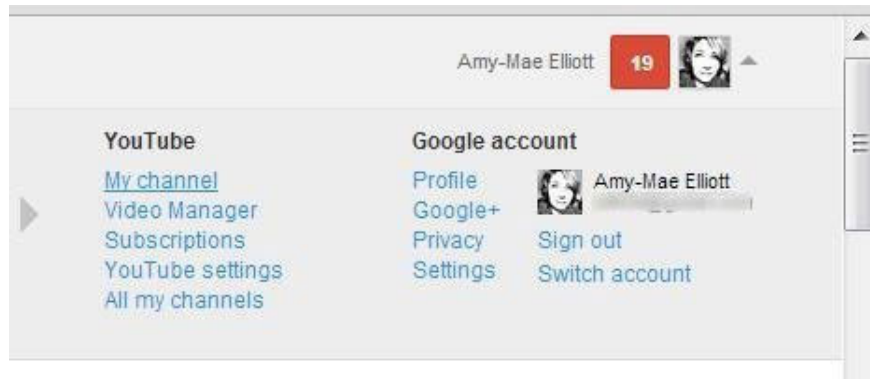 Amy-Mae Elliott 19
YouTube
My channel
Video Manager
Subscriptions
YouTube settings
All my channels
Google account
Profile
Google+
Privacy
Settings
Amy-Mae Elliott
Sign out
Switch account